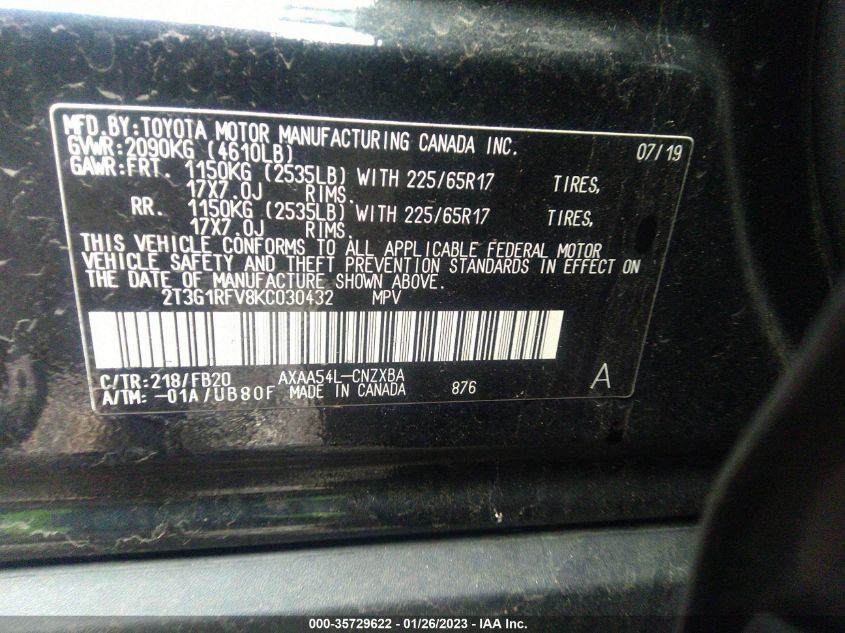 MFD.BY:TOYOTA MOTOR MANUFACTURING CANADA INC. 07/19
GVWR:2090KG (4610LB)
GAWR:FRT. 1150KG (2535LB) WITH 225/65R17 TIRES,
17X7.0J RIMS.
RR. 1150KG (2535LB) WITH 225/65R17 TIRES,
17X7.0J RIMS.
THIS VEHICLE CONFORMS TO ALL APPLICABLE FEDERAL MOTOR
VEHICLE SAFETY AND THEFT PREVENTION STANDARDS IN EFFECT ON
THE DATE OF MANUFACTURE SHOWN ABOVE.
2T3G1RFV8KC030432 MPV
C/TR:218/FB20 AXAA54L-CNZXBA
A/TM: -01A/UB80F MADE IN CANADA 876 A
000-35729622 - 01/26/2023 - IAA Inc.